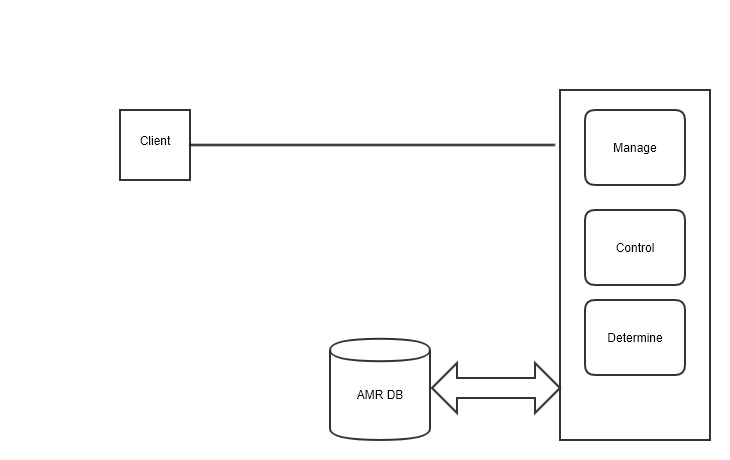 Client
Manage
Control
Determine
AMR DB